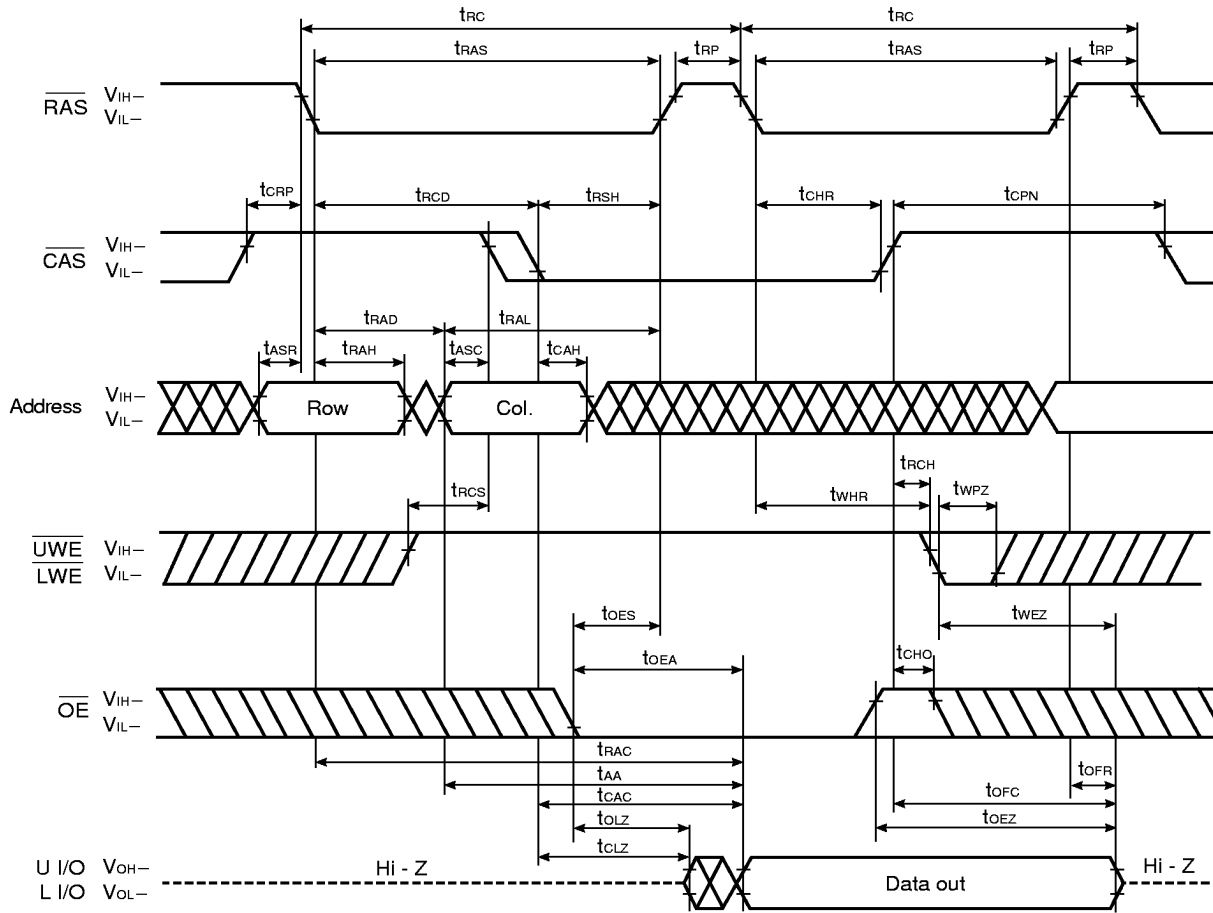 tRC tRC
tRAS tRP tRAS tRP
RAS VIH–
VIL–
tCRP tRCD tRSH tCHR tCPN
CAS VIH–
VIL–
tRAD tRAL
tASR tRAH tASC tCAH
Address VIH–
VIL–
Row Col.
tRCH
tRCS tWHR tWPZ
UWE VIH–
LWE VIL–
tOES tWEZ
tOEA tCHO
OE VIH–
VIL–
tRAC
tAA tOFR
tCAC tOFC
tOLZ tOEZ
tCLZ
U I/O VOH– Hi - Z Data out Hi - Z
L I/O VOL–